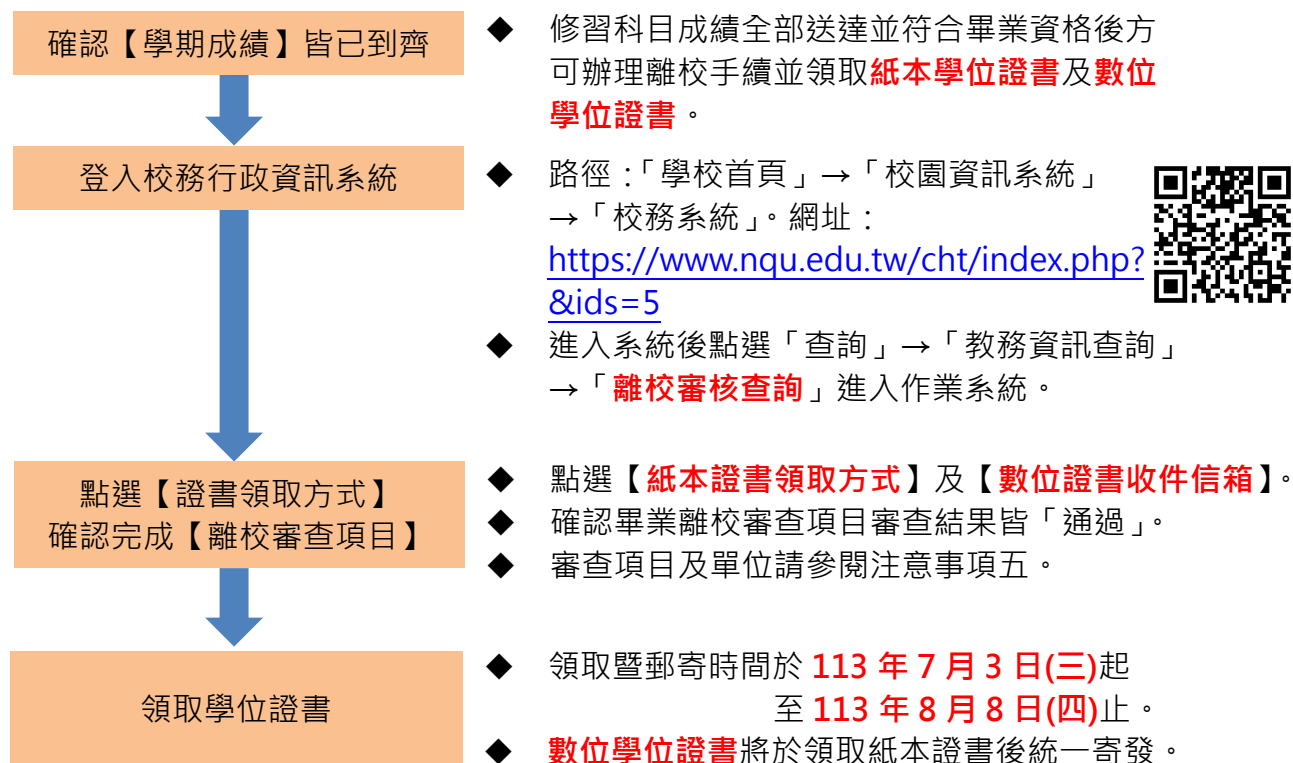 確認【學期成績】皆已到齊
◆ 修習科目成績全部送達並符合畢業資格後方
可辦理離校手續並領取紙本學位證書及數位
學位證書。
登入校務行政資訊系統
◆ 路徑：「學校首頁」→「校園資訊系統」
→「校務系統」。網址：
https://www.nqu.edu.tw/cht/index.php?
&ids=5
◆ 進入系統後點選「查詢」→「教務資訊查詢」
→「離校審核查詢」進入作業系統。
點選【證書領取方式】
確認完成【離校審查項目】
◆ 點選【紙本證書領取方式】及【數位證書收件信箱】。
◆ 確認畢業離校審查項目審查結果皆「通過」。
◆ 審查項目及單位請參閱注意事項五。
領取學位證書
◆ 領取暨郵寄時間於 113 年 7 月 3 日(三)起
至 113 年 8 月 8 日(四)止。
◆ 數位學位證書將於領取紙本證書後統一寄發。